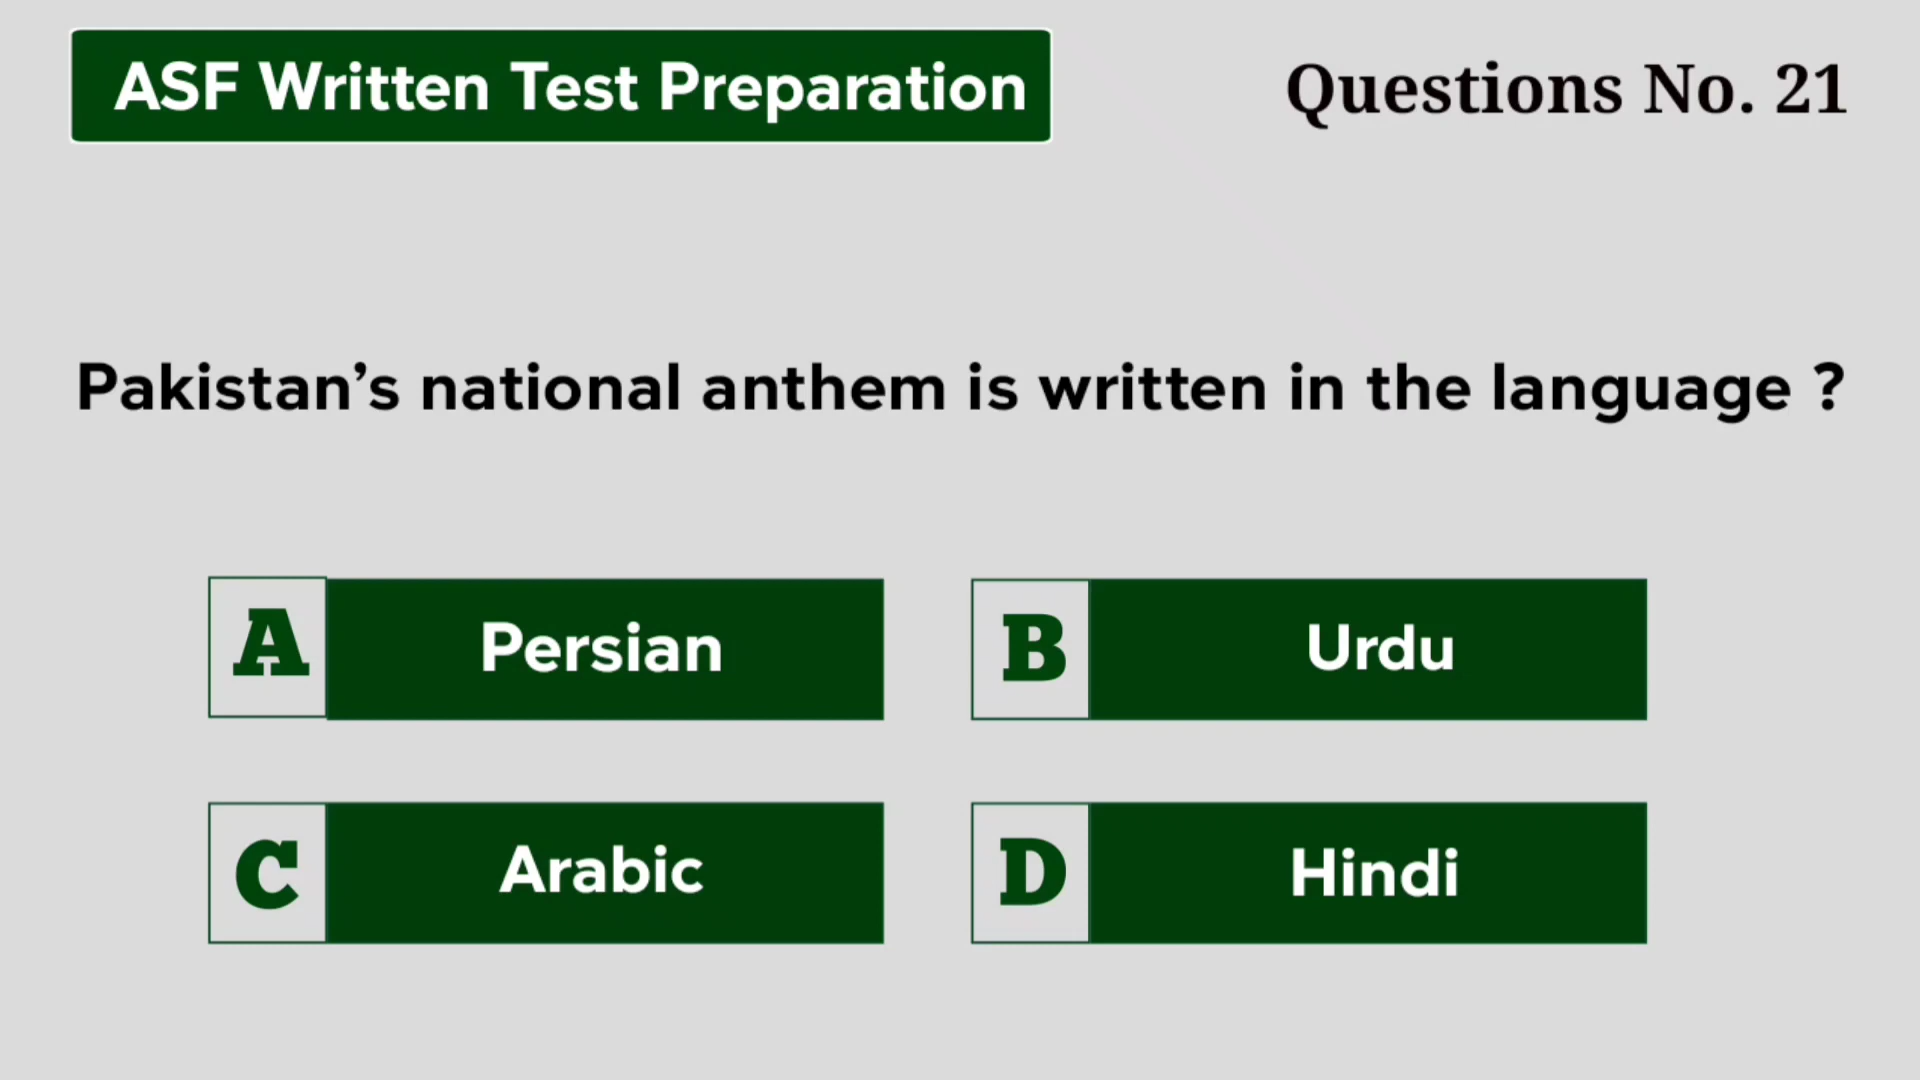 ASF Written Test Preparation
Questions No. 21
Pakistan’s national anthem is written in the language ?
A Persian
B Urdu
C Arabic
D Hindi